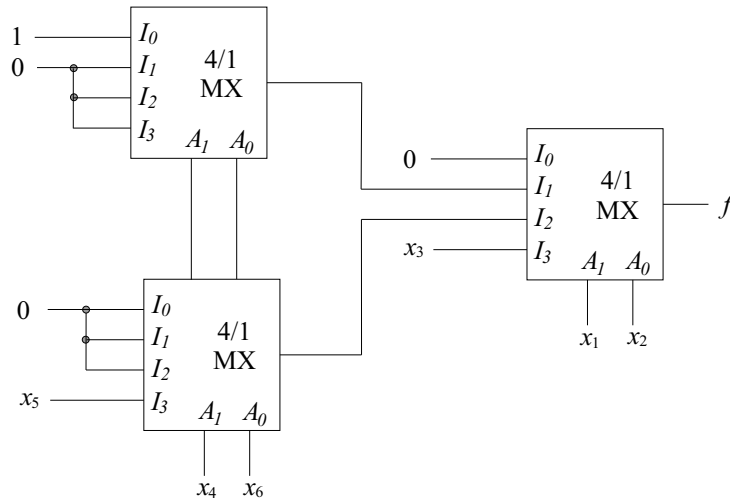 1 I0 4/1
0 I1 MX
I2
I3
A1 A0
0 I0 4/1
I1 MX f
I2
x3 I3
A1 A0
x1 x2
0 I0 4/1
I1 MX
I2
x5 I3
A1 A0
x4 x6